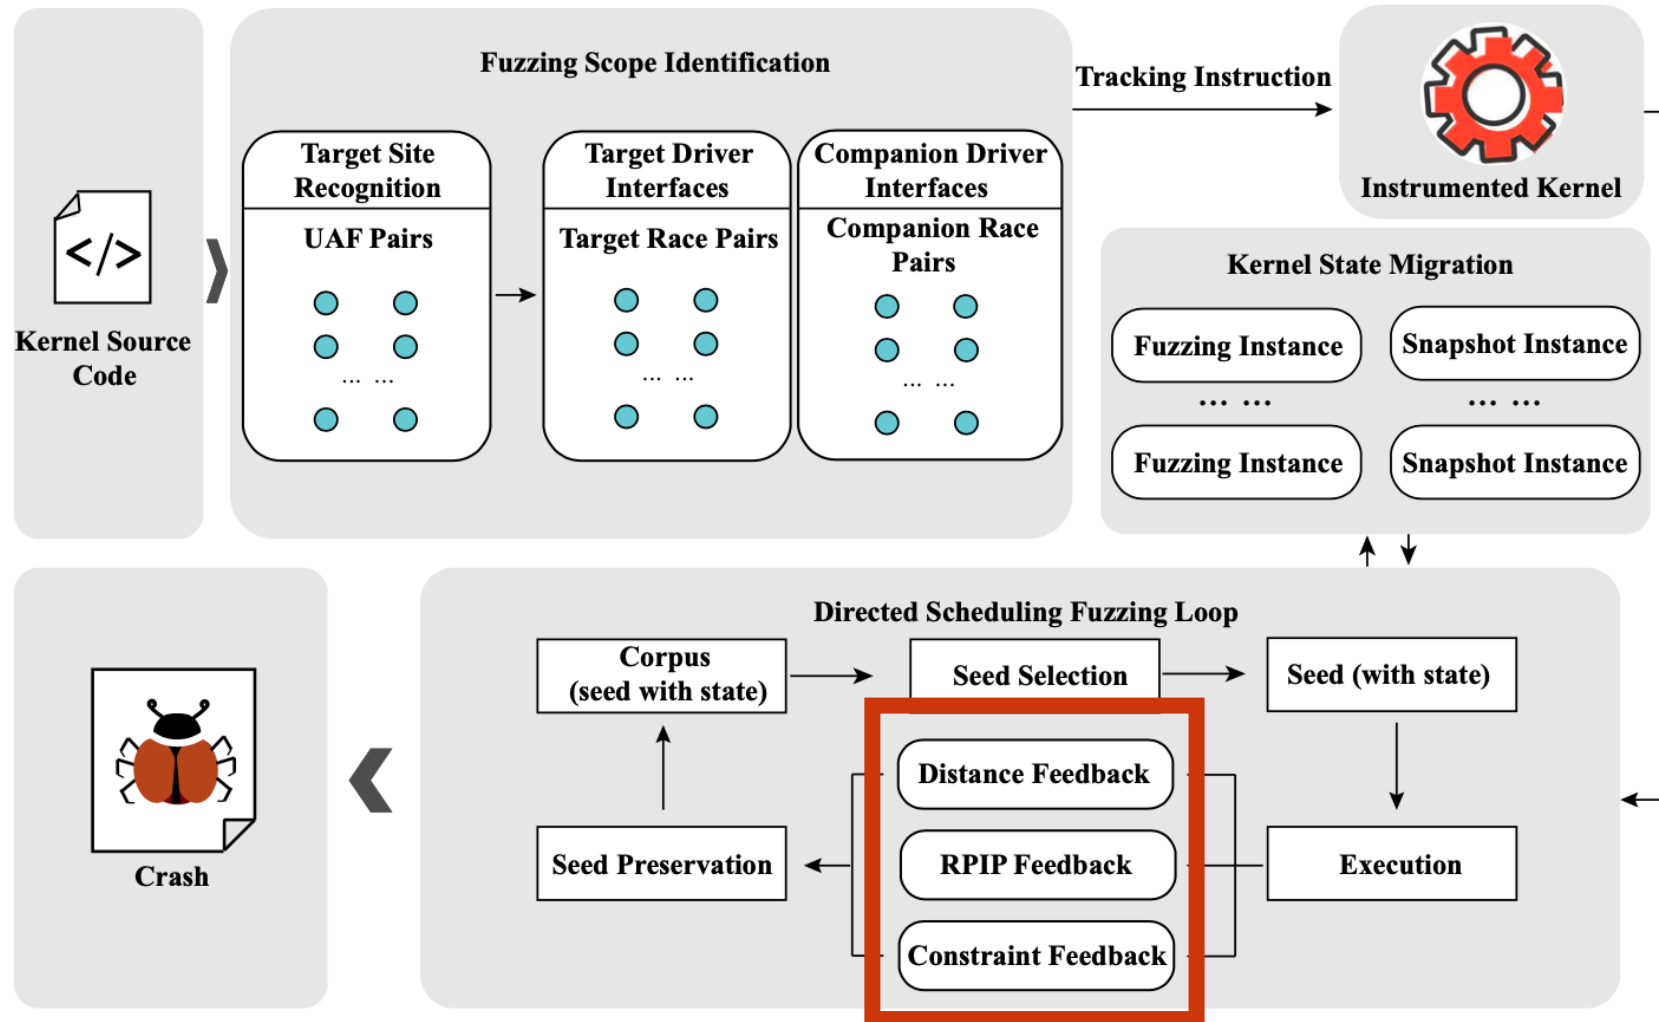 Fuzzing Scope Identification
Tracking Instruction
Instrumented Kernel
</>
Kernel Source
Code
Target Site
Recognition
UAF Pairs
... ...
Target Driver
Interfaces
Target Race Pairs
... ...
Companion Driver
Interfaces
Companion Race
Pairs
... ...
Kernel State Migration
Fuzzing Instance
Snapshot Instance
... ...
... ...
Fuzzing Instance
Snapshot Instance
Directed Scheduling Fuzzing Loop
Corpus
(seed with state)
Seed Selection
Seed (with state)
Distance Feedback
Seed Preservation
RPIP Feedback
Execution
Constraint Feedback
Crash